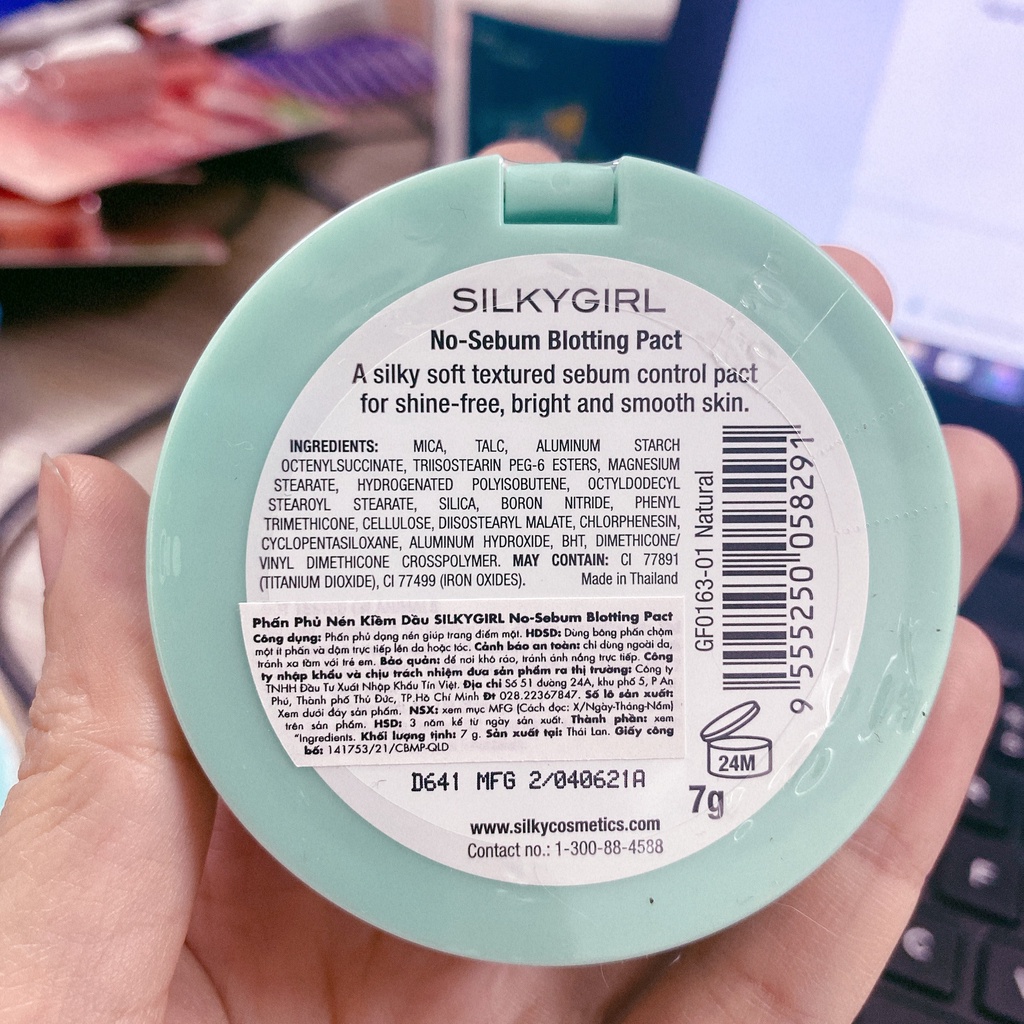 SILKYGIRL
No-Sebum Blotting Pact
A silky soft textured sebum control pact
for shine-free, bright and smooth skin.
INGREDIENTS: MICA, TALC, ALUMINUM STARCH
OCTENYLSUCCINATE, TRIISOSTEARIN PEG-6 ESTERS, MAGNESIUM
STEARATE, HYDROGENATED POLYISOBUTENE, OCTYLDODECYL
STEAROYL STEARATE, SILICA, BORON NITRIDE, PHENYL
TRIMETHICONE, CELLULOSE, DIISOSTEARYL MALATE, CHLORPHENESIN,
CYCLOPENTASILOXANE, ALUMINUM HYDROXIDE, BHT, DIMETHICONE/
VINYL DIMETHICONE CROSSPOLYMER. MAY CONTAIN: CI 77891
(TITANIUM DIOXIDE), CI 77499 (IRON OXIDES). Made in Thailand
GF0163-01 Natural
9 555250 058291
Phấn Phủ Nén Kiềm Dầu SILKYGIRL No-Sebum Blotting Pact
Công dụng: Phấn phủ dạng nén giúp trang điểm mặt. HDSD: Dùng bông phấn chấm
một ít phấn và dặm trực tiếp lên da hoặc tóc. Cảnh báo an toàn: chỉ dùng ngoài da,
tránh xa tầm với trẻ em. Bảo quản: để nơi khô ráo, tránh ánh nắng trực tiếp. Công
ty nhập khẩu và chịu trách nhiệm đưa sản phẩm ra thị trường: Công ty
TNHH Đầu Tư Xuất Nhập Khẩu Tín Việt. Địa chỉ Số 51 đường 24A, khu phố 5, P An
Phú, Thành phố Thủ Đức, TP.Hồ Chí Minh Đt 028.22367847. Số lô sản xuất:
Xem dưới đáy sản phẩm. NSX: xem mục MFG (Cách đọc: X/Ngày-Tháng-Năm)
trên sản phẩm. HSD: 3 năm kể từ ngày sản xuất. Thành phần: xem
"Ingredients. Khối lượng tịnh: 7 g. Sản xuất tại: Thái Lan. Giấy công
bố: 141753/21/CBMP-QLD
24M
D641 MFG 2/040621A
7g
www.silkycosmetics.com
Contact no.: 1-300-88-4588
F
C
V